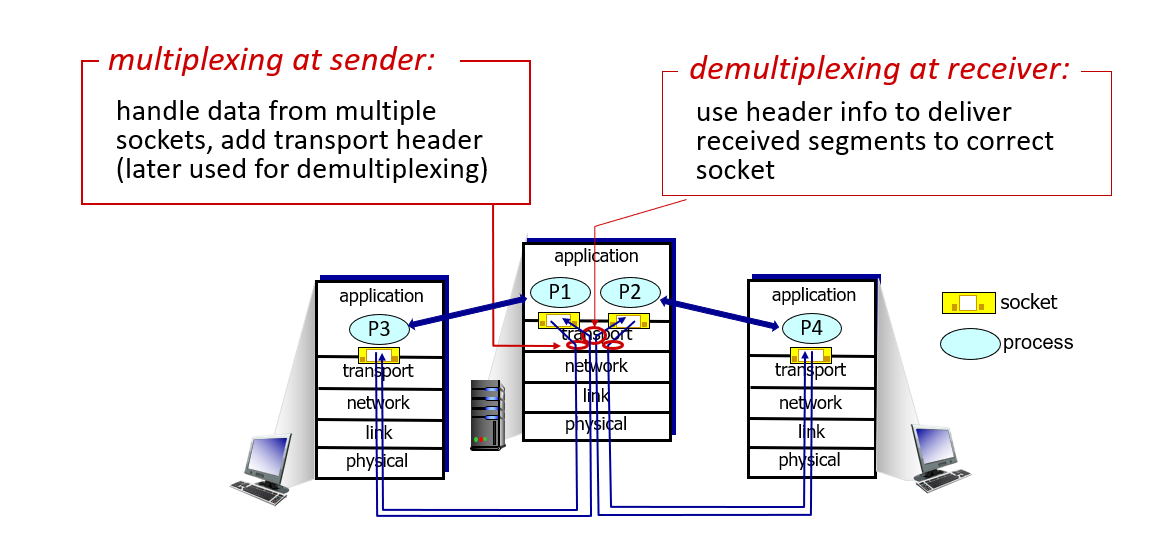 multiplexing at sender:
handle data from multiple
sockets, add transport header
(later used for demultiplexing)
demultiplexing at receiver:
use header info to deliver
received segments to correct
socket
application
P3
transport
network
link
physical
application
P1
P2
transport
network
link
physical
application
P4
transport
network
link
physical
socket
process